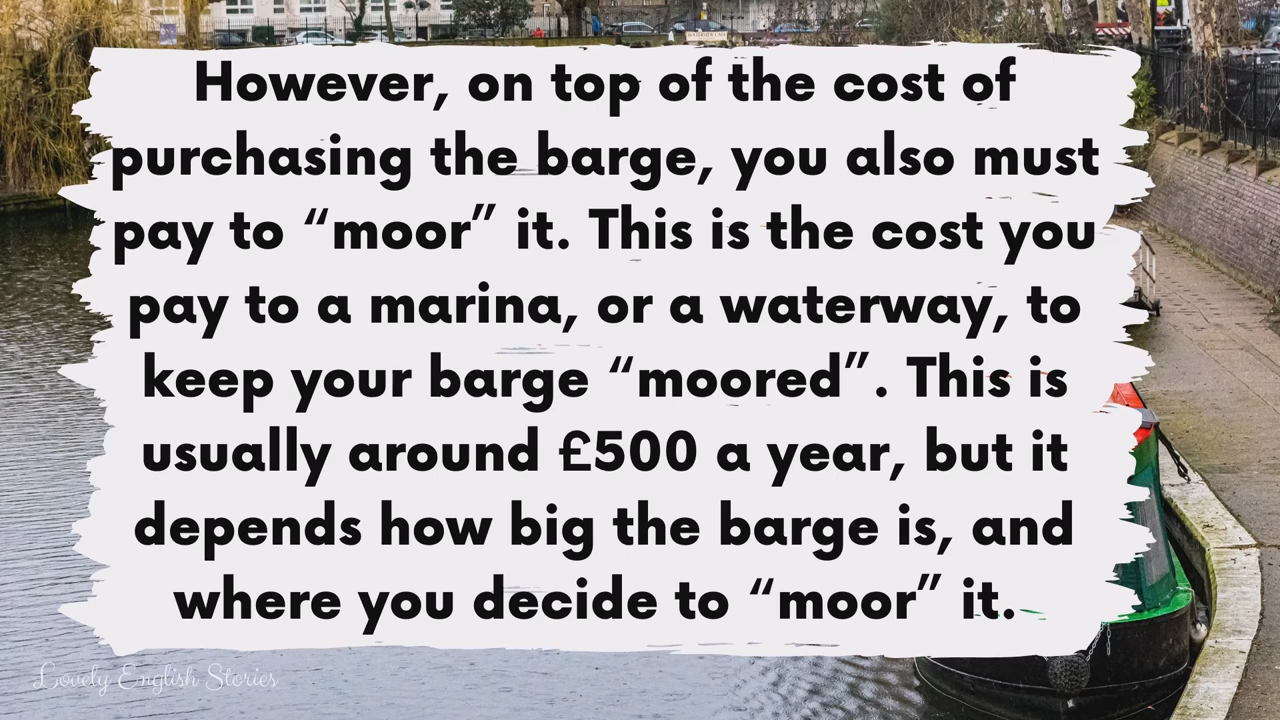 However, on top of the cost of
purchasing the barge, you also must
pay to “moor” it. This is the cost you
pay to a marina, or a waterway, to
keep your barge “moored”. This is
usually around £500 a year, but it
depends how big the barge is, and
where you decide to “moor” it.
Lovely English Stories